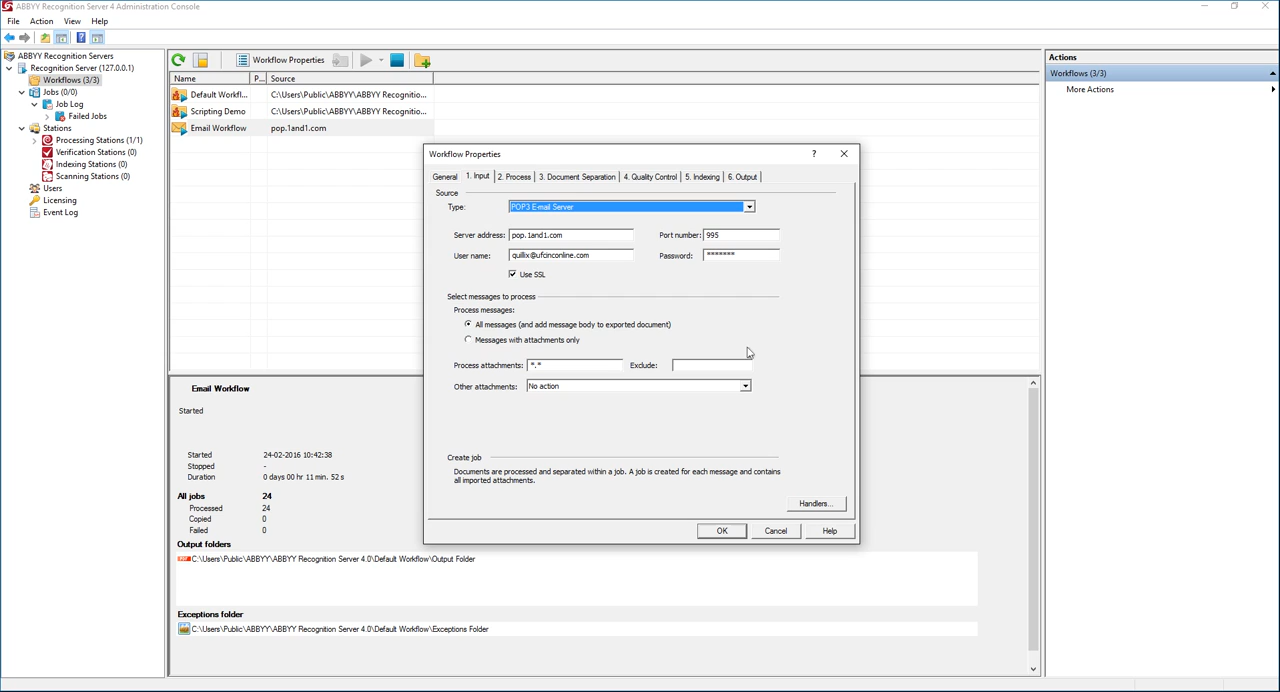 ABBYY Recognition Server 4 Administration Console
File Action View Help
ABBYY Recognition Servers
Recognition Server (127.0.0.1)
Workflows (3/3)
Jobs (0/0)
Job Log
Failed Jobs
Stations
Processing Stations (1/1)
Verification Stations (0)
Indexing Stations (0)
Scanning Stations (0)
Users
Licensing
Event Log
Workflow Properties
Name P... Source
Default Workfl... C:\Users\Public\ABBYY\ABBYY Recognitio...
Scripting Demo C:\Users\Public\ABBYY\ABBYY Recognitio...
Email Workflow pop.1and1.com
Workflow Properties
General 1. Input 2. Process 3. Document Separation 4. Quality Control 5. Indexing 6. Output
Source
Type: POP3 E-mail Server
Server address: pop.1and1.com Port number: 995
User name: quillix@ufcinconline.com Password: *******
Use SSL
Select messages to process
Process messages:
All messages (and add message body to exported document)
Messages with attachments only
Process attachments: *.* Exclude:
Other attachments: No action
Create job
Documents are processed and separated within a job. A job is created for each message and contains
all imported attachments.
Handlers...
OK Cancel Help
Email Workflow
Started
Started 24-02-2016 10:42:38
Stopped -
Duration 0 days 00 hr 11 min. 52 s
All jobs 24
Processed 24
Copied 0
Failed 0
Output folders
PDF C:\Users\Public\ABBYY\ABBYY Recognition Server 4.0\Default Workflow\Output Folder
Exceptions folder
C:\Users\Public\ABBYY\ABBYY Recognition Server 4.0\Default Workflow\Exceptions Folder
Actions
Workflows (3/3)
More Actions